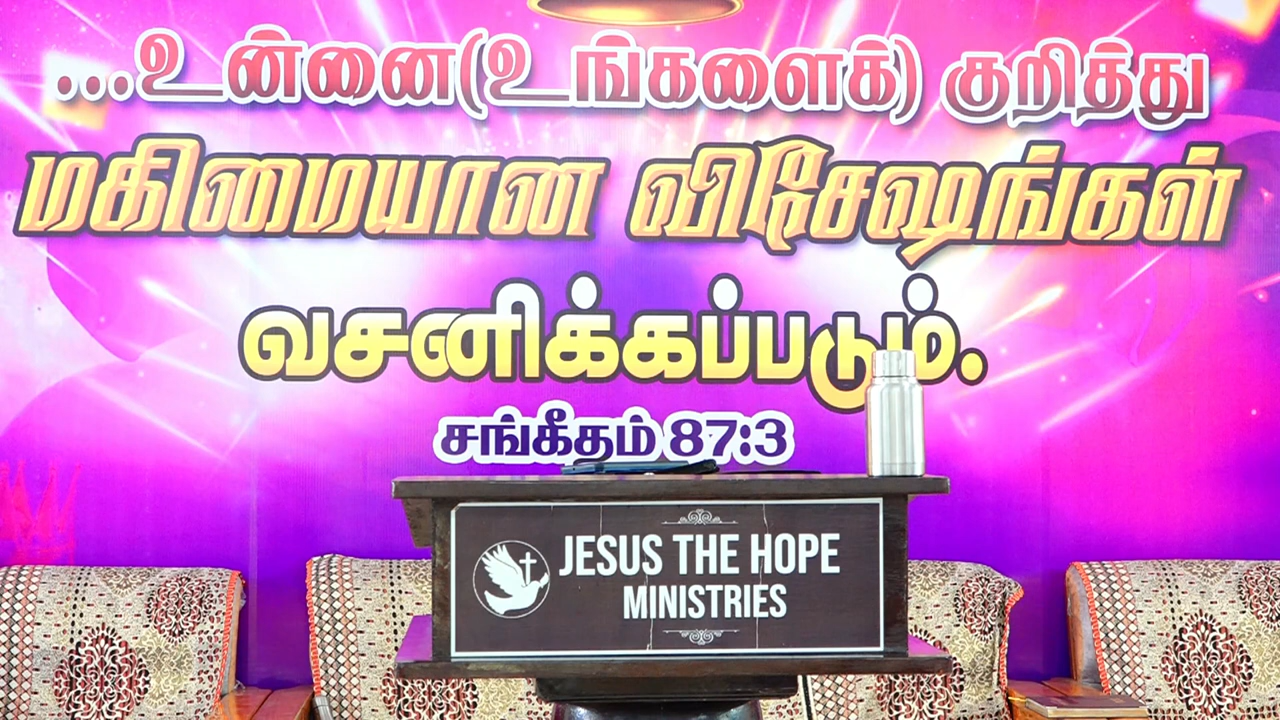 ...உன்னை(உங்களைக்) குறித்து
மகிமையான விசேஷங்கள்
வசனிக்கப்படும்.
சங்கீதம் 87:3
JESUS THE HOPE
MINISTRIES